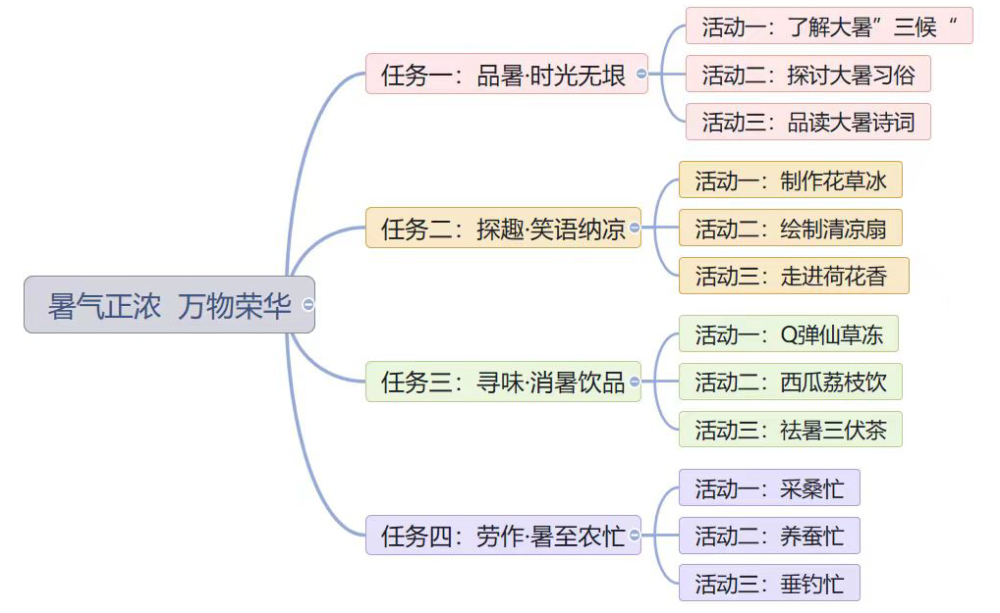 暑气正浓  万物荣华
任务一：品暑·时光无垠
活动一：了解大暑”三候“
活动二：探讨大暑习俗
活动三：品读大暑诗词
任务二：探趣·笑语纳凉
活动一：制作花草冰
活动二：绘制清凉扇
活动三：走进荷花香
任务三：寻味·消暑饮品
活动一：Q弹仙草冻
活动二：西瓜荔枝饮
活动三：祛暑三伏茶
任务四：劳作·暑至农忙
活动一：采桑忙
活动二：养蚕忙
活动三：垂钓忙